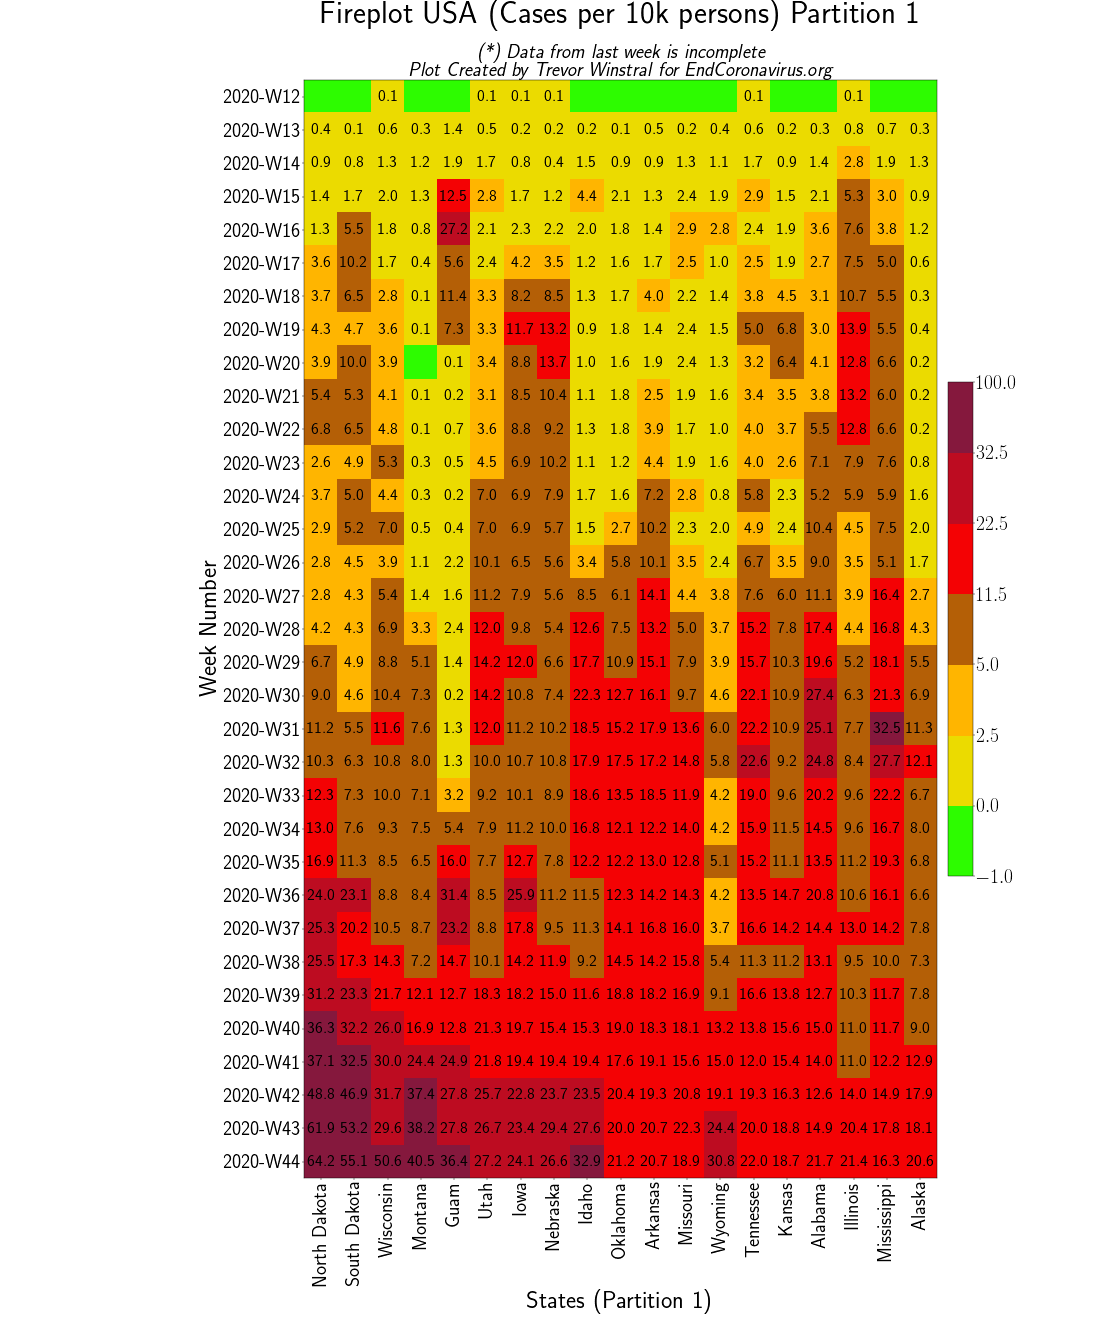 Fireplot USA (Cases per 10k persons) Partition 1
(*) Data from last week is incomplete
Plot Created by Trevor Winstral for EndCoronavirus.org
2020-W12 0.1 0.1 0.1 0.1 0.1 0.1
2020-W13 0.4 0.1 0.6 0.3 1.4 0.5 0.2 0.2 0.2 0.1 0.5 0.2 0.4 0.6 0.2 0.3 0.8 0.7 0.3
2020-W14 0.9 0.8 1.3 1.2 1.9 1.7 0.8 0.4 1.5 0.9 0.9 1.3 1.1 1.7 0.9 1.4 2.8 1.9 1.3
2020-W15 1.4 1.7 2.0 1.3 12.5 2.8 1.7 1.2 4.4 2.1 1.3 2.4 1.9 2.9 1.5 2.1 5.3 3.0 0.9
2020-W16 1.3 5.5 1.8 0.8 27.2 2.1 2.3 2.2 2.0 1.8 1.4 2.9 2.8 2.4 1.9 3.6 7.6 3.8 1.2
2020-W17 3.6 10.2 1.7 0.4 5.6 2.4 4.2 3.5 1.2 1.6 1.7 2.5 1.0 2.5 1.9 2.7 7.5 5.0 0.6
2020-W18 3.7 6.5 2.8 0.1 11.4 3.3 8.2 8.5 1.3 1.7 4.0 2.2 1.4 3.8 4.5 3.1 10.7 5.5 0.3
2020-W19 4.3 4.7 3.6 0.1 7.3 3.3 11.7 13.2 0.9 1.8 1.4 2.4 1.5 5.0 6.8 3.0 13.9 5.5 0.4
2020-W20 3.9 10.0 3.9 0.1 3.4 8.8 13.7 1.0 1.6 1.9 2.4 1.3 3.2 6.4 4.1 12.8 6.6 0.2
2020-W21 5.4 5.3 4.1 0.1 0.2 3.1 8.5 10.4 1.1 1.8 2.5 1.9 1.6 3.4 3.5 3.8 13.2 6.0 0.2
2020-W22 6.8 6.5 4.8 0.1 0.7 3.6 8.8 9.2 1.3 1.8 3.9 1.7 1.0 4.0 3.7 5.5 12.8 6.6 0.2
2020-W23 2.6 4.9 5.3 0.3 0.5 4.5 6.9 10.2 1.1 1.2 4.4 1.9 1.6 4.0 2.6 7.1 7.9 7.6 0.8
2020-W24 3.7 5.0 4.4 0.3 0.2 7.0 6.9 7.9 1.7 1.6 7.2 2.8 0.8 5.8 2.3 5.2 5.9 5.9 1.6
2020-W25 2.9 5.2 7.0 0.5 0.4 7.0 6.9 5.7 1.5 2.7 10.2 2.3 2.0 4.9 2.4 10.4 4.5 7.5 2.0
2020-W26 2.8 4.5 3.9 1.1 2.2 10.1 6.5 5.6 3.4 5.8 10.1 3.5 2.4 6.7 3.5 9.0 3.5 5.1 1.7
2020-W27 2.8 4.3 5.4 1.4 1.6 11.2 7.9 5.6 8.5 6.1 14.1 4.4 3.8 7.6 6.0 11.1 3.9 16.4 2.7
2020-W28 4.2 4.3 6.9 3.3 2.4 12.0 9.8 5.4 12.6 7.5 13.2 5.0 3.7 15.2 7.8 17.4 4.4 16.8 4.3
2020-W29 6.7 4.9 8.8 5.1 1.4 14.2 12.0 6.6 17.7 10.9 15.1 7.9 3.9 15.7 10.3 19.6 5.2 18.1 5.5
2020-W30 9.0 4.6 10.4 7.3 0.2 14.2 10.8 7.4 22.3 12.7 16.1 9.7 4.6 22.1 10.9 27.4 6.3 21.3 6.9
2020-W31 11.2 5.5 11.6 7.6 1.3 12.0 11.2 10.2 18.5 15.2 17.9 13.6 6.0 22.2 10.9 25.1 7.7 32.5 11.3
2020-W32 10.3 6.3 10.8 8.0 1.3 10.0 10.7 10.8 17.9 17.5 17.2 14.8 5.8 22.6 9.2 24.8 8.4 27.7 12.1
2020-W33 12.3 7.3 10.0 7.1 3.2 9.2 10.1 8.9 18.6 13.5 18.5 11.9 4.2 19.0 9.6 20.2 9.6 22.2 6.7
2020-W34 13.0 7.6 9.3 7.5 5.4 7.9 11.2 10.0 16.8 12.1 12.2 14.0 4.2 15.9 11.5 14.5 9.6 16.7 8.0
2020-W35 16.9 11.3 8.5 6.5 16.0 7.7 12.7 7.8 12.2 12.2 13.0 12.8 5.1 15.2 11.1 13.5 11.2 19.3 6.8
2020-W36 24.0 23.1 8.8 8.4 31.4 8.5 25.9 11.2 11.5 12.3 14.2 14.3 4.2 13.5 14.7 20.8 10.6 16.1 6.6
2020-W37 25.3 20.2 10.5 8.7 23.2 8.8 17.8 9.5 11.3 14.1 16.8 16.0 3.7 16.6 14.2 14.4 13.0 14.2 7.8
2020-W38 25.5 17.3 14.3 7.2 14.7 10.1 14.2 11.9 9.2 14.5 14.2 15.8 5.4 11.3 11.2 13.1 9.5 10.0 7.3
2020-W39 31.2 23.3 21.7 12.1 12.7 18.3 18.2 15.0 11.6 18.8 18.2 16.9 9.1 16.6 13.8 12.7 10.3 11.7 7.8
2020-W40 36.3 32.2 26.0 16.9 12.8 21.3 19.7 15.4 15.3 19.0 18.3 18.1 13.2 13.8 15.6 15.0 11.0 11.7 9.0
2020-W41 37.1 32.5 30.0 24.4 24.9 21.8 19.4 19.4 19.4 17.6 19.1 15.6 15.0 12.0 15.4 14.0 11.0 12.2 12.9
2020-W42 48.8 46.9 31.7 37.4 27.8 25.7 22.8 23.7 23.5 20.4 19.3 20.8 19.1 19.3 16.3 12.6 14.0 14.9 17.9
2020-W43 61.9 53.2 29.6 38.2 27.8 26.7 23.4 29.4 27.6 20.0 20.7 22.3 24.4 20.0 18.8 14.9 20.4 17.8 18.1
2020-W44 64.2 55.1 50.6 40.5 36.4 27.2 24.1 26.6 32.9 21.2 20.7 18.9 30.8 22.0 18.7 21.7 21.4 16.3 20.6
Week Number
North Dakota
South Dakota
Wisconsin
Montana
Guam
Utah
Iowa
Nebraska
Idaho
Oklahoma
Arkansas
Missouri
Wyoming
Tennessee
Kansas
Alabama
Illinois
Mississippi
Alaska
States (Partition 1)
100.0
32.5
22.5
11.5
5.0
2.5
0.0
−1.0